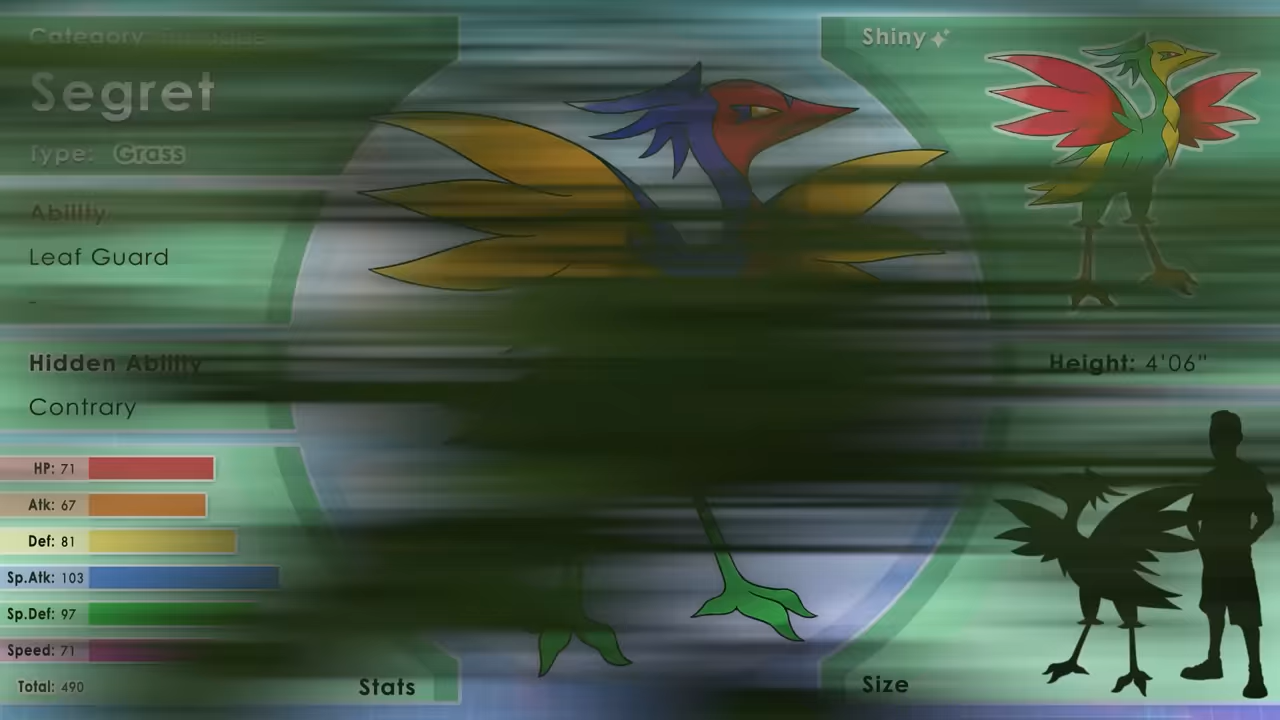 Category:
Segret
Type: Grass
Ability:
Leaf Guard
-
Hidden Ability
Contrary
HP: 71
Atk: 67
Def: 81
Sp.Atk: 103
Sp.Def: 97
Speed: 71
Total: 490
Stats
Shiny
Height: 4'06"
Size